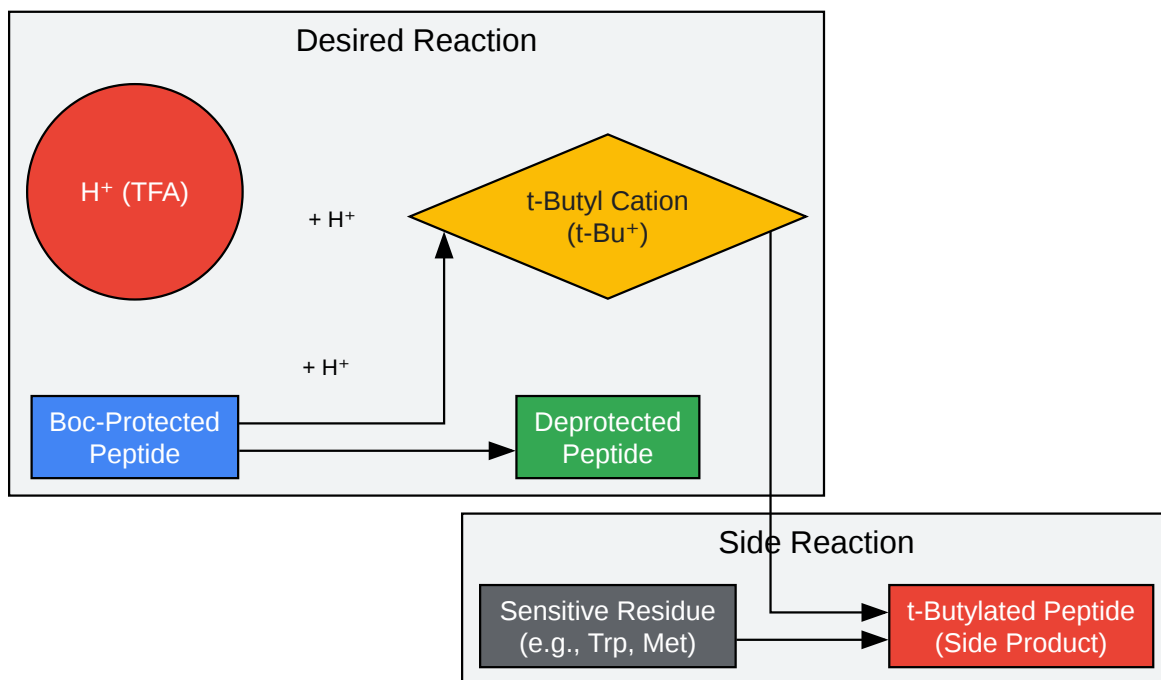 Desired Reaction
H⁺ (TFA)
+ H⁺
t-Butyl Cation
(t-Bu⁺)
+ H⁺
Boc-Protected
Peptide
Deprotected
Peptide
Side Reaction
Sensitive Residue
(e.g., Trp, Met)
t-Butylated Peptide
(Side Product)